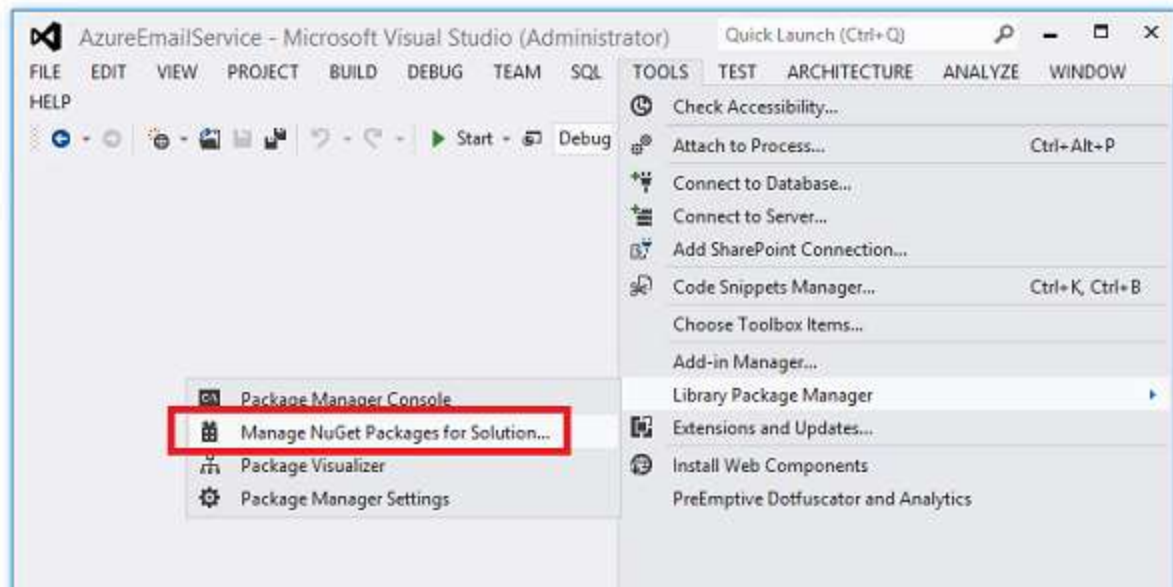 AzureEmailService - Microsoft Visual Studio (Administrator)
Quick Launch (Ctrl+Q)
FILE EDIT VIEW PROJECT BUILD DEBUG TEAM SQL TOOLS TEST ARCHITECTURE ANALYZE WINDOW
HELP
Start
Debug
Check Accessibility...
Attach to Process... Ctrl+Alt+P
Connect to Database...
Connect to Server...
Add SharePoint Connection...
Code Snippets Manager... Ctrl+K, Ctrl+B
Choose Toolbox Items...
Add-in Manager...
Library Package Manager
Extensions and Updates...
Install Web Components
PreEmptive Dotfuscator and Analytics
Package Manager Console
Manage NuGet Packages for Solution...
Package Visualizer
Package Manager Settings